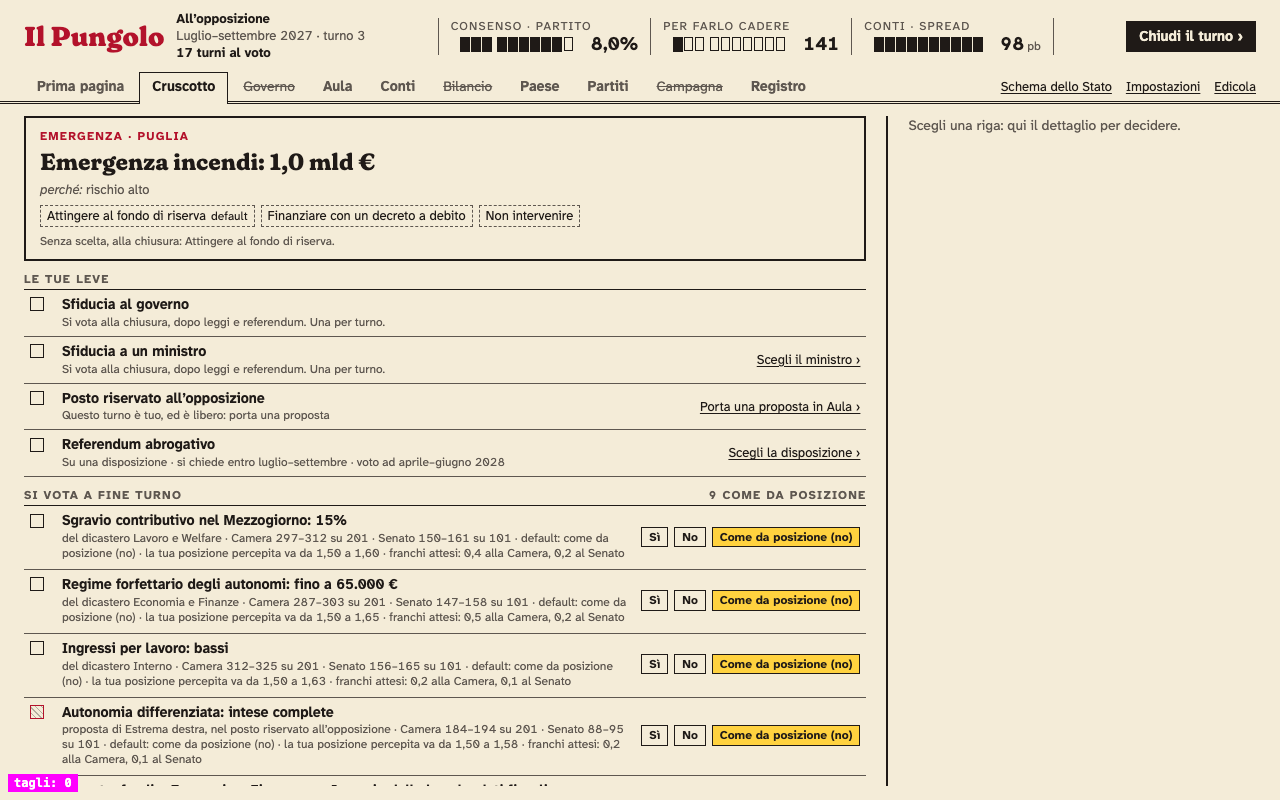 Il Pungolo
All'opposizione
Luglio–settembre 2027 · turno 3
17 turni al voto
CONSENSO · PARTITO
8,0%
PER FARLO CADERE
141
CONTI · SPREAD
98 pb
Chiudi il turno ›
Prima pagina
Cruscotto
Governo
Aula
Conti
Bilancio
Paese
Partiti
Campagna
Registro
Schema dello Stato
Impostazioni
Edicola
EMERGENZA · PUGLIA
Emergenza incendi: 1,0 mld €
perché: rischio alto
Attingere al fondo di riserva default
Finanziare con un decreto a debito
Non intervenire
Senza scelta, alla chiusura: Attingere al fondo di riserva.
Scegli una riga: qui il dettaglio per decidere.
LE TUE LEVE
Sfiducia al governo
Si vota alla chiusura, dopo leggi e referendum. Una per turno.
Sfiducia a un ministro
Si vota alla chiusura, dopo leggi e referendum. Una per turno.
Scegli il ministro ›
Posto riservato all'opposizione
Questo turno è tuo, ed è libero: porta una proposta
Porta una proposta in Aula ›
Referendum abrogativo
Su una disposizione · si chiede entro luglio–settembre · voto ad aprile–giugno 2028
Scegli la disposizione ›
SI VOTA A FINE TURNO
9 COME DA POSIZIONE
Sgravio contributivo nel Mezzogiorno: 15%
del dicastero Lavoro e Welfare · Camera 297–312 su 201 · Senato 150–161 su 101 · default: come da
posizione (no) · la tua posizione percepita va da 1,50 a 1,60 · franchi attesi: 0,4 alla Camera, 0,2 al Senato
Sì
No
Come da posizione (no)
Regime forfettario degli autonomi: fino a 65.000 €
del dicastero Economia e Finanze · Camera 287–303 su 201 · Senato 147–158 su 101 · default: come da
posizione (no) · la tua posizione percepita va da 1,50 a 1,65 · franchi attesi: 0,5 alla Camera, 0,2 al Senato
Sì
No
Come da posizione (no)
Ingressi per lavoro: bassi
del dicastero Interno · Camera 312–325 su 201 · Senato 156–165 su 101 · default: come da posizione
(no) · la tua posizione percepita va da 1,50 a 1,63 · franchi attesi: 0,2 alla Camera, 0,1 al Senato
Sì
No
Come da posizione (no)
Autonomia differenziata: intese complete
proposta di Estrema destra, nel posto riservato all'opposizione · Camera 184–194 su 201 · Senato 88–95
su 101 · default: come da posizione (no) · la tua posizione percepita va da 1,50 a 1,58 · franchi attesi: 0,2
alla Camera, 0,1 al Senato
Sì
No
Come da posizione (no)
tagli: 0